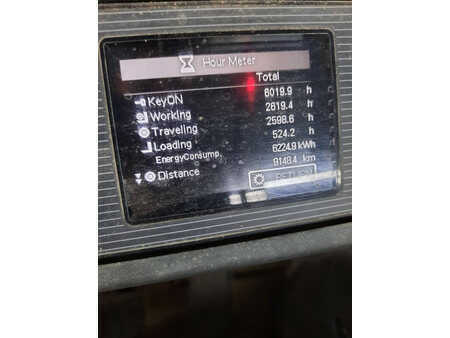 Hour Meter
Total
KeyON 6019.9 h
Working 2619.4 h
Traveling 2598.6 h
Loading 524.2 h
EnergyConsump. 6224.9 kWh
Distance 9148.4 km
RETURN